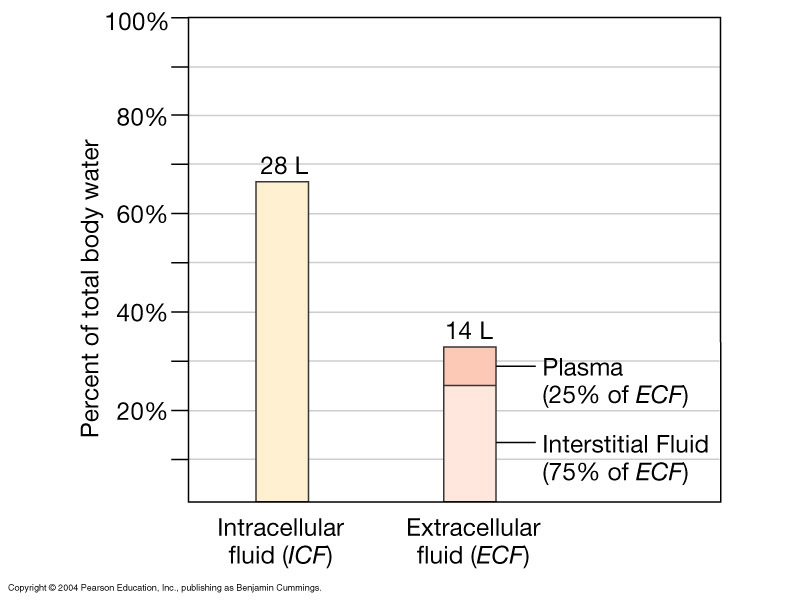 100%
80%
60%
40%
20%
Percent of total body water
28 L
14 L
Plasma
(25% of ECF)
Interstitial Fluid
(75% of ECF)
Intracellular
fluid (ICF)
Extracellular
fluid (ECF)
Copyright © 2004 Pearson Education, Inc., publishing as Benjamin Cummings.